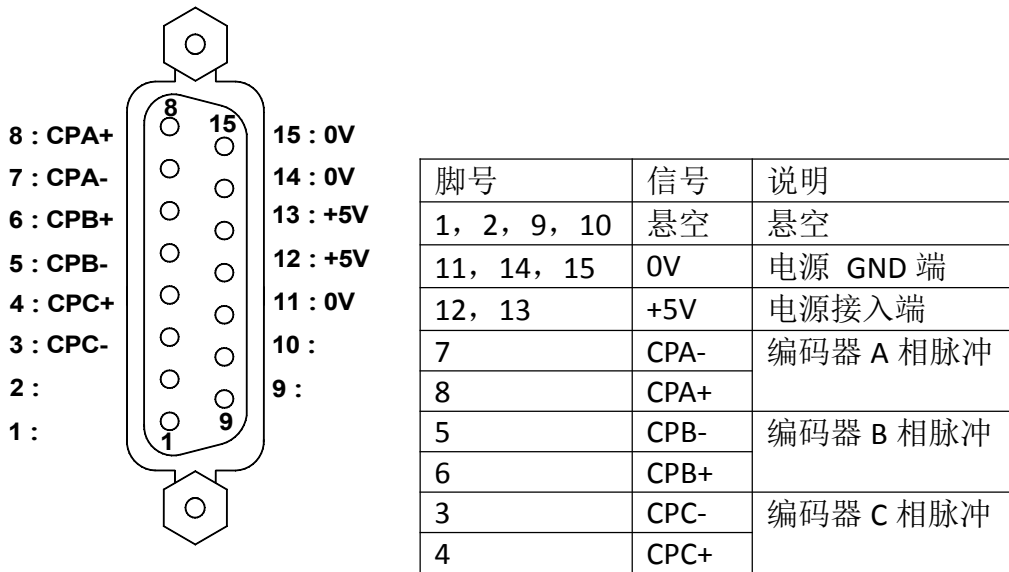 8
15
8 : CPA+
7 : CPA-
6 : CPB+
5 : CPB-
4 : CPC+
3 : CPC-
2 :
1 :
15 : 0V
14 : 0V
13 : +5V
12 : +5V
11 : 0V
10 :
9 :
9
1
脚号 信号 说明
1，2，9，10 悬空 悬空
11，14，15 0V 电源 GND 端
12，13 +5V 电源接入端
7 CPA- 编码器 A 相脉冲
8 CPA+
5 CPB- 编码器 B 相脉冲
6 CPB+
3 CPC- 编码器 C 相脉冲
4 CPC+